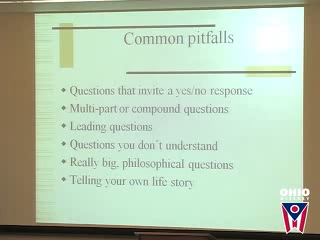 Common pitfalls
Questions that invite a yes/no response
Multi-part or compound questions
Leading questions
Questions you don't understand
Really big, philosophical questions
Telling your own life story
OHIO
HISTORY